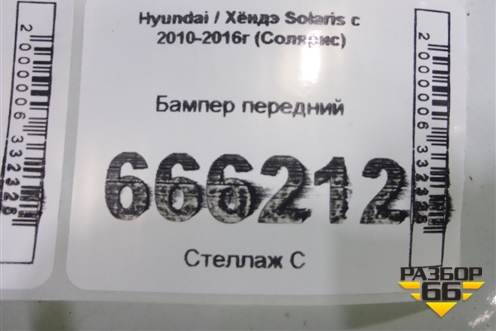 Hyundai / Хёндэ Solaris с
2010-2016г (Солярис)
Бампер передний
666212
Стеллаж С
2000006332326
2000006332326
РАЗБОР
66